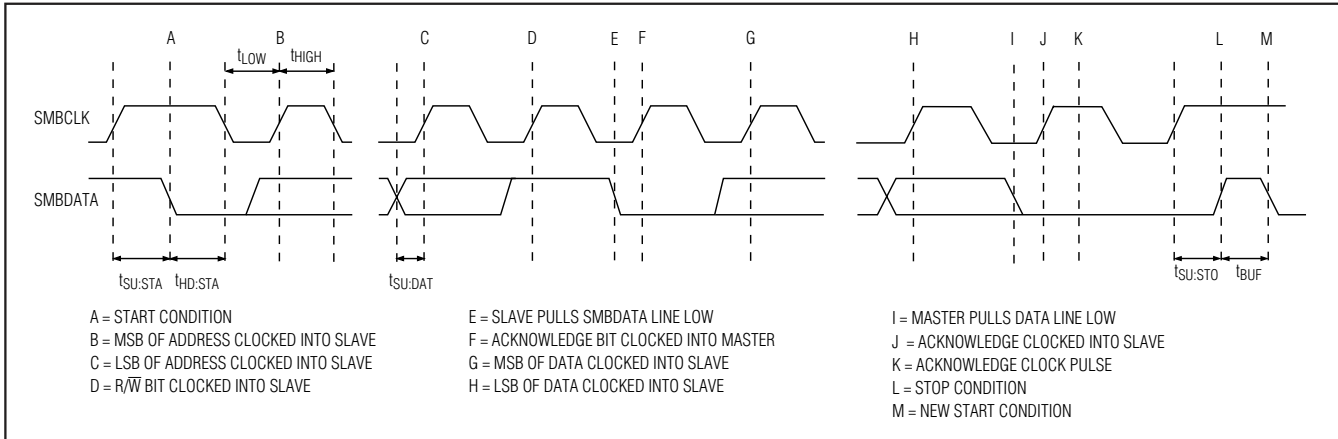 A B C D E F G H I J K L M
tLOW tHIGH
SMBCLK
SMBDATA
tSU:STA tHD:STA tSU:DAT tSU:STO tBUF
A = START CONDITION
B = MSB OF ADDRESS CLOCKED INTO SLAVE
C = LSB OF ADDRESS CLOCKED INTO SLAVE
D = R/W̅ BIT CLOCKED INTO SLAVE
E = SLAVE PULLS SMBDATA LINE LOW
F = ACKNOWLEDGE BIT CLOCKED INTO MASTER
G = MSB OF DATA CLOCKED INTO SLAVE
H = LSB OF DATA CLOCKED INTO SLAVE
I = MASTER PULLS DATA LINE LOW
J = ACKNOWLEDGE CLOCKED INTO SLAVE
K = ACKNOWLEDGE CLOCK PULSE
L = STOP CONDITION
M = NEW START CONDITION